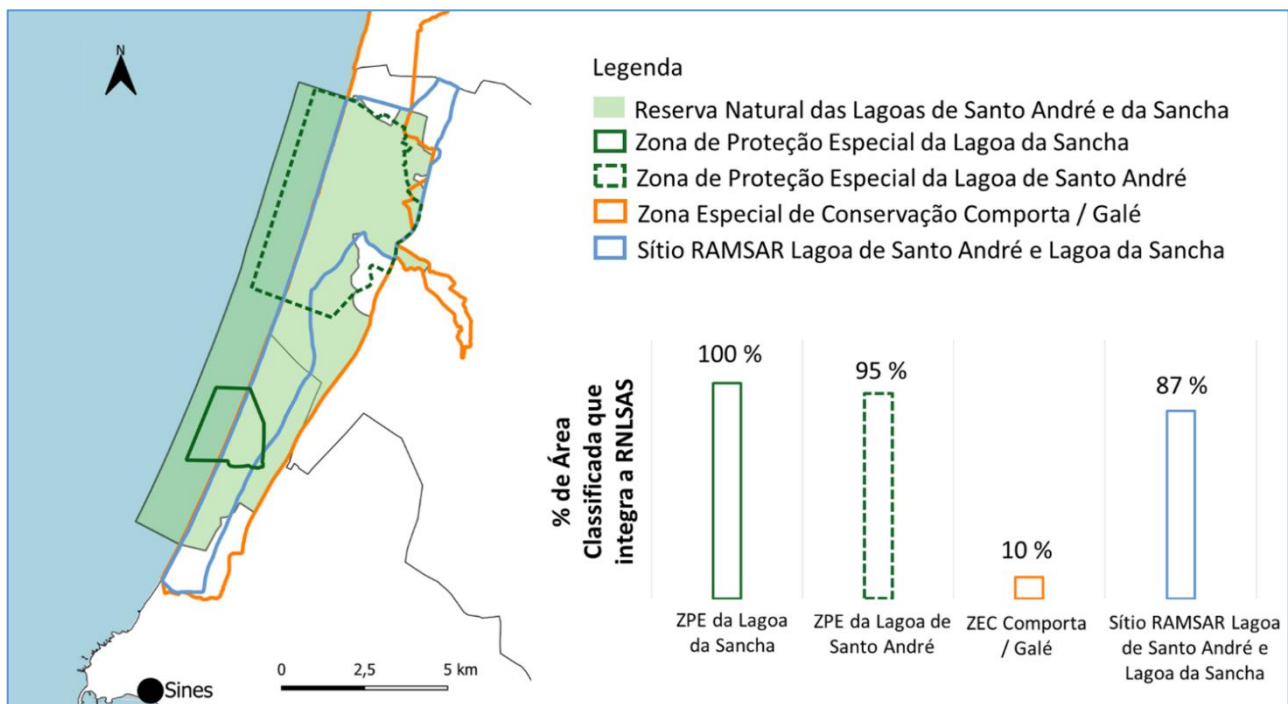 N
Legenda
Reserva Natural das Lagoas de Santo André e da Sancha
Zona de Proteção Especial da Lagoa da Sancha
Zona de Proteção Especial da Lagoa de Santo André
Zona Especial de Conservação Comporta / Galé
Sítio RAMSAR Lagoa de Santo André e Lagoa da Sancha
0 2,5 5 km
Sines
% de Área
Classificada que
integra a RNLSAS
100 %
95 %
10 %
87 %
ZPE da Lagoa
da Sancha
ZPE da Lagoa de
Santo André
ZEC Comporta
/ Galé
Sítio RAMSAR Lagoa
de Santo André e
Lagoa da Sancha